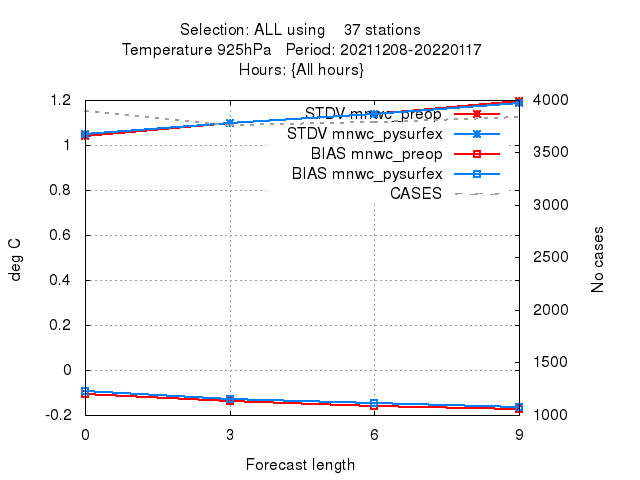 Selection: ALL using    37 stations
Temperature 925hPa   Period: 20211208-20220117
Hours: {All hours}
1.2
1
0.8
0.6
0.4
0.2
0
-0.2
deg C
4000
3500
3000
2500
2000
1500
1000
No cases
STDV mnwc_preop
STDV mnwc_pysurfex
BIAS mnwc_preop
BIAS mnwc_pysurfex
CASES
0 3 6 9
Forecast length